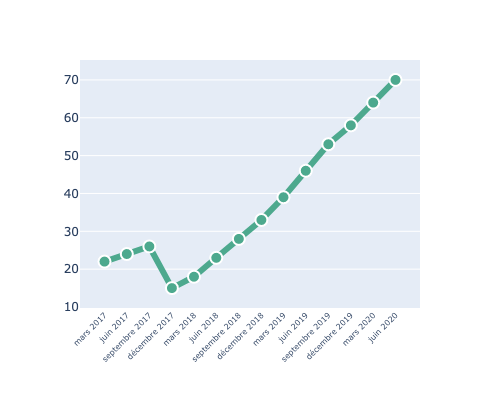 70
60
50
40
30
20
10
mars 2017
juin 2017
septembre 2017
décembre 2017
mars 2018
juin 2018
septembre 2018
décembre 2018
mars 2019
juin 2019
septembre 2019
décembre 2019
mars 2020
juin 2020